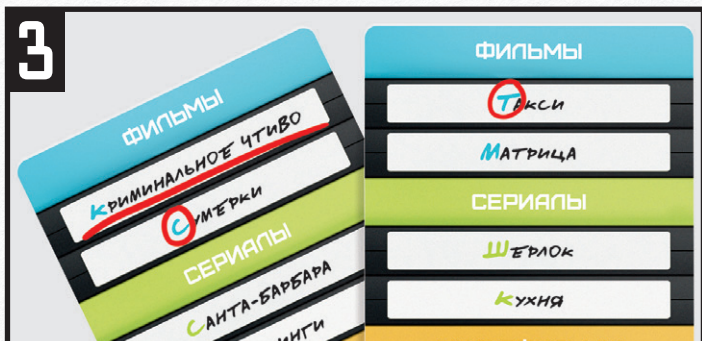 3
ФИЛЬМЫ
КРИМИНАЛЬНОЕ ЧТИВО
СУМЕРКИ
СЕРИАЛЫ
САНТА-БАРБАРА
ФИЛЬМЫ
ТАКСИ
МАТРИЦА
СЕРИАЛЫ
ШЕРЛОК
КУХНЯ